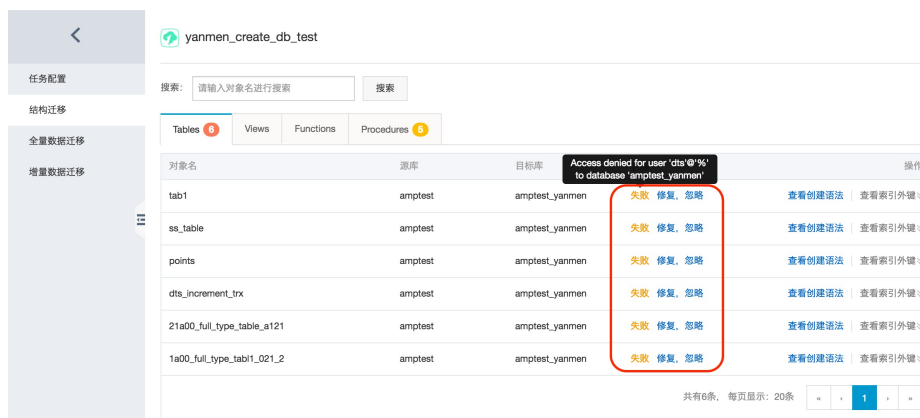 yanmen_create_db_test
任务配置
结构迁移
全量数据迁移
增量数据迁移
搜索: 请输入对象名进行搜索 搜索
Tables 6 Views Functions Procedures 5
对象名 源库 目标库 操作
Access denied for user 'dts'@'%'
to database 'amptest_yanmen'
tab1 amptest amptest_yanmen 失败 修复, 忽略 查看创建语法 查看索引外键
ss_table amptest amptest_yanmen 失败 修复, 忽略 查看创建语法 查看索引外键
points amptest amptest_yanmen 失败 修复, 忽略 查看创建语法 查看索引外键
dts_increment_trx amptest amptest_yanmen 失败 修复, 忽略 查看创建语法 查看索引外键
21a00_full_type_table_a121 amptest amptest_yanmen 失败 修复, 忽略 查看创建语法 查看索引外键
1a00_full_type_tabl1_021_2 amptest amptest_yanmen 失败 修复, 忽略 查看创建语法 查看索引外键
共有6条, 每页显示: 20条 « ‹ 1 › »